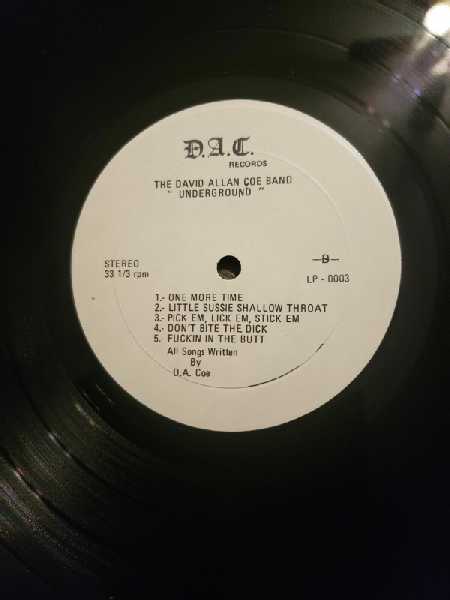 D.A.C.
RECORDS
THE DAVID ALLAN COE BAND
" UNDERGROUND "
STEREO
33 1/3 rpm
—B—
LP - 0003
1.- ONE MORE TIME
2.- LITTLE SUSSIE SHALLOW THROAT
3.- PICK EM, LICK EM, STICK EM
4.- DON'T BITE THE DICK
5. FUCKIN IN THE BUTT
All Songs Written
By
D.A. Coe